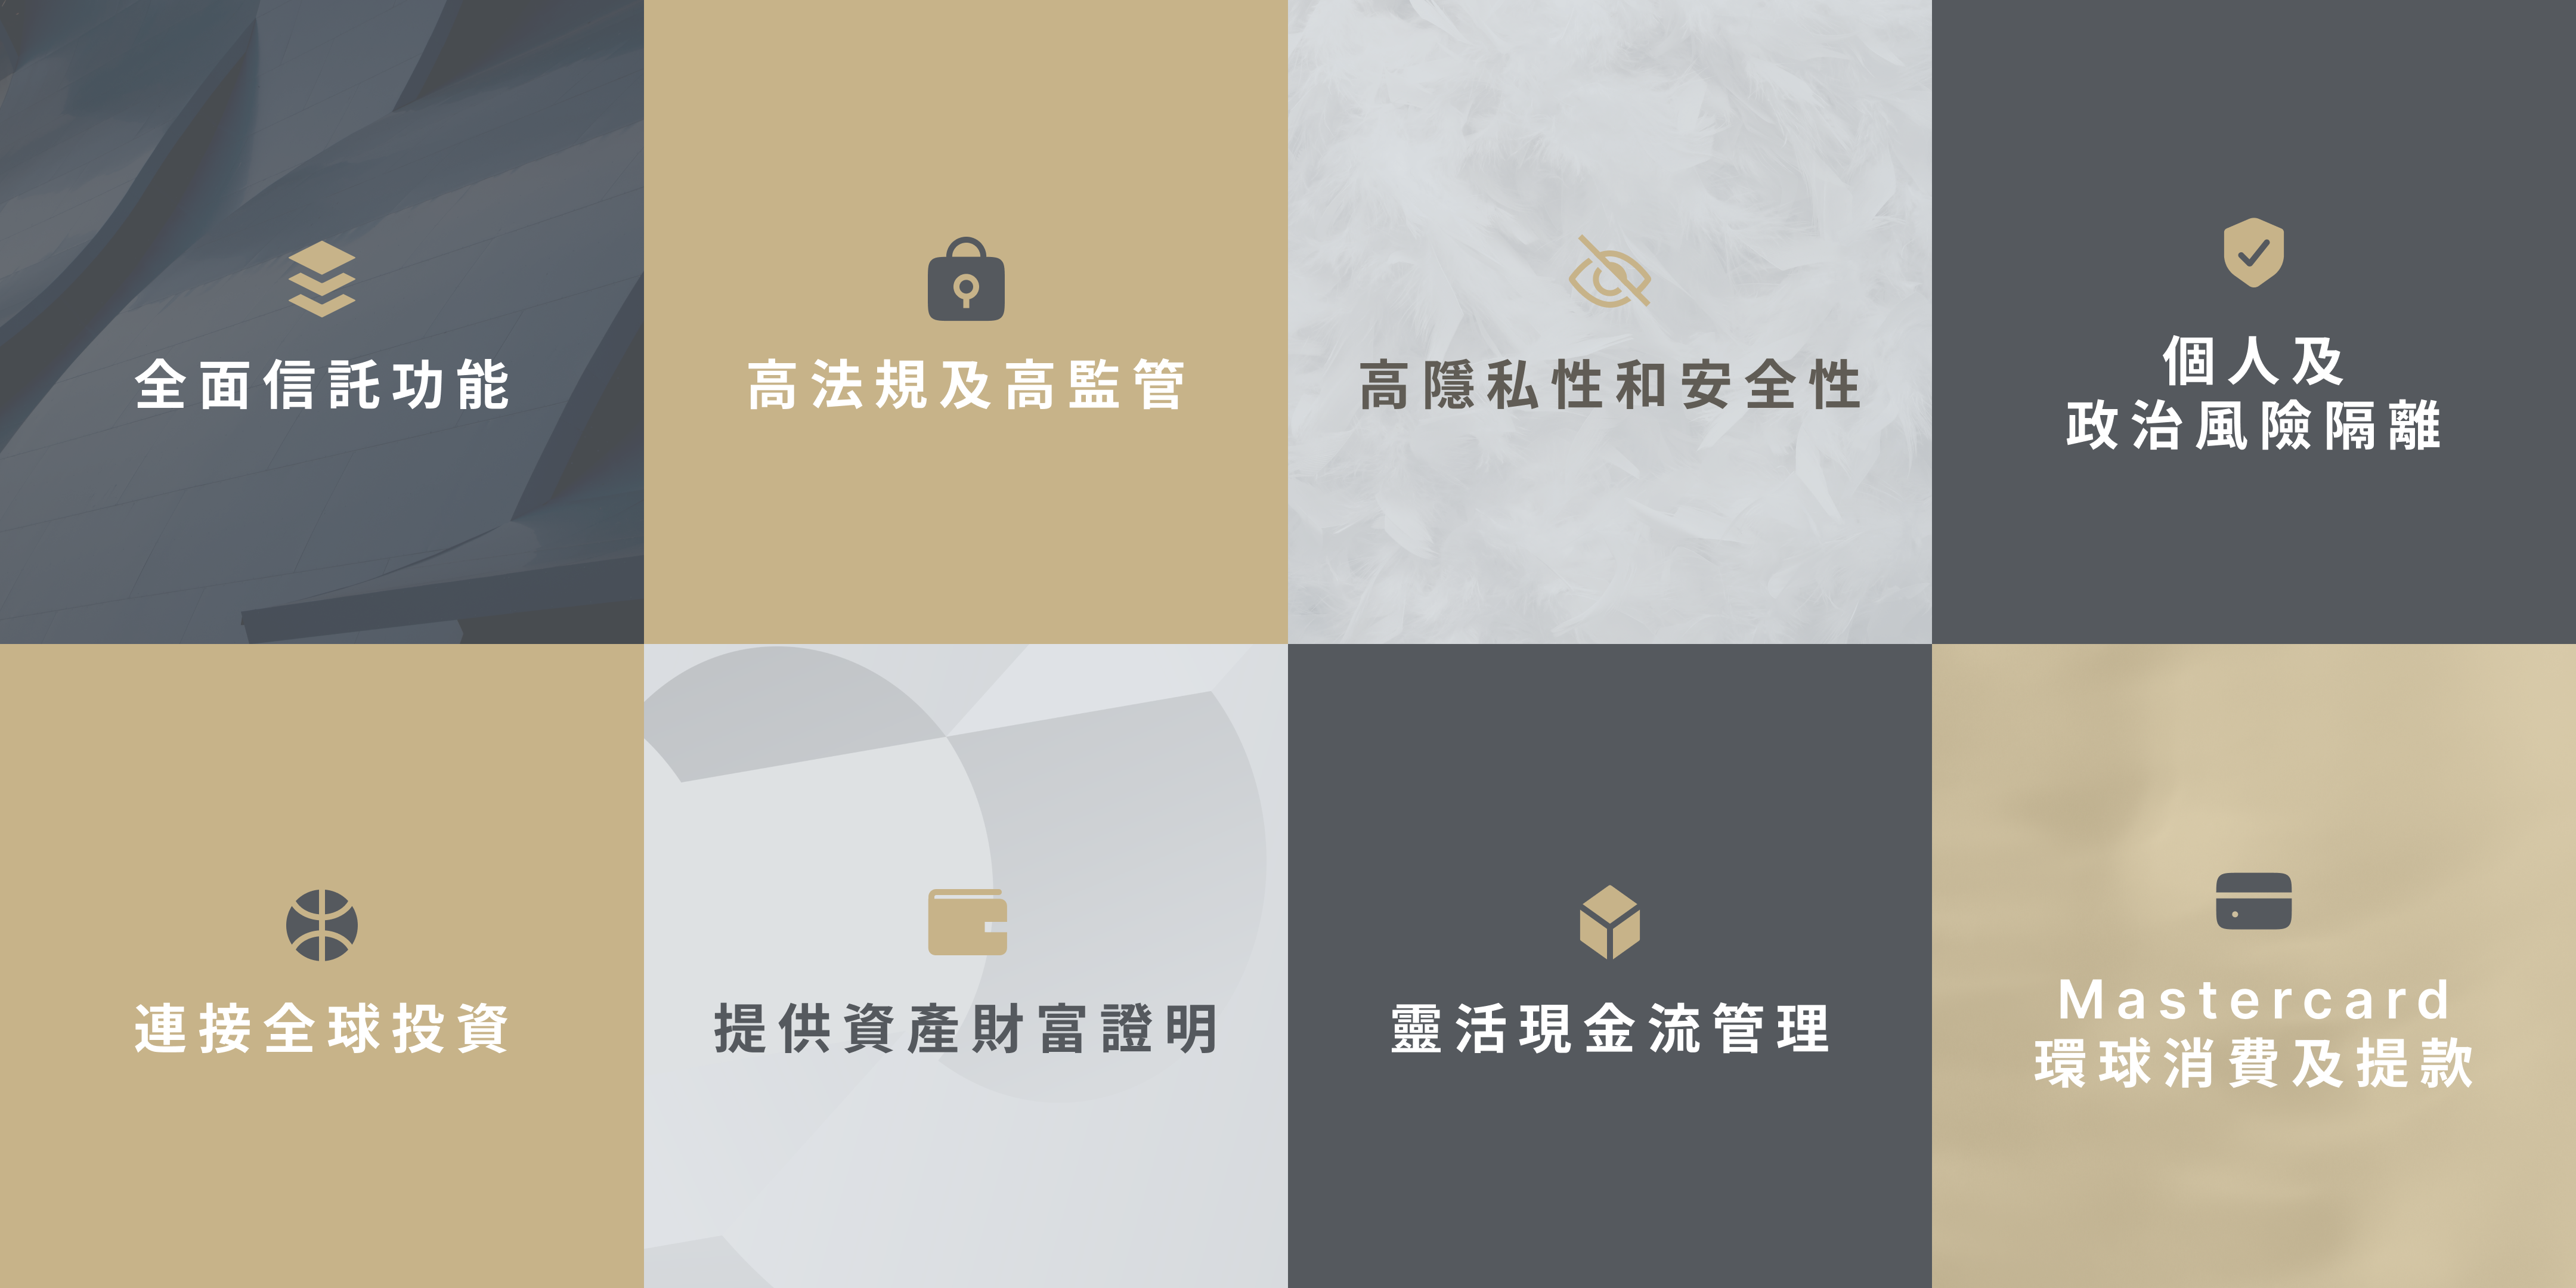 全面信託功能
高法規及高監管
高隱私性和安全性
個人及
政治風險隔離
連接全球投資
提供資產財富證明
靈活現金流管理
Mastercard
環球消費及提款